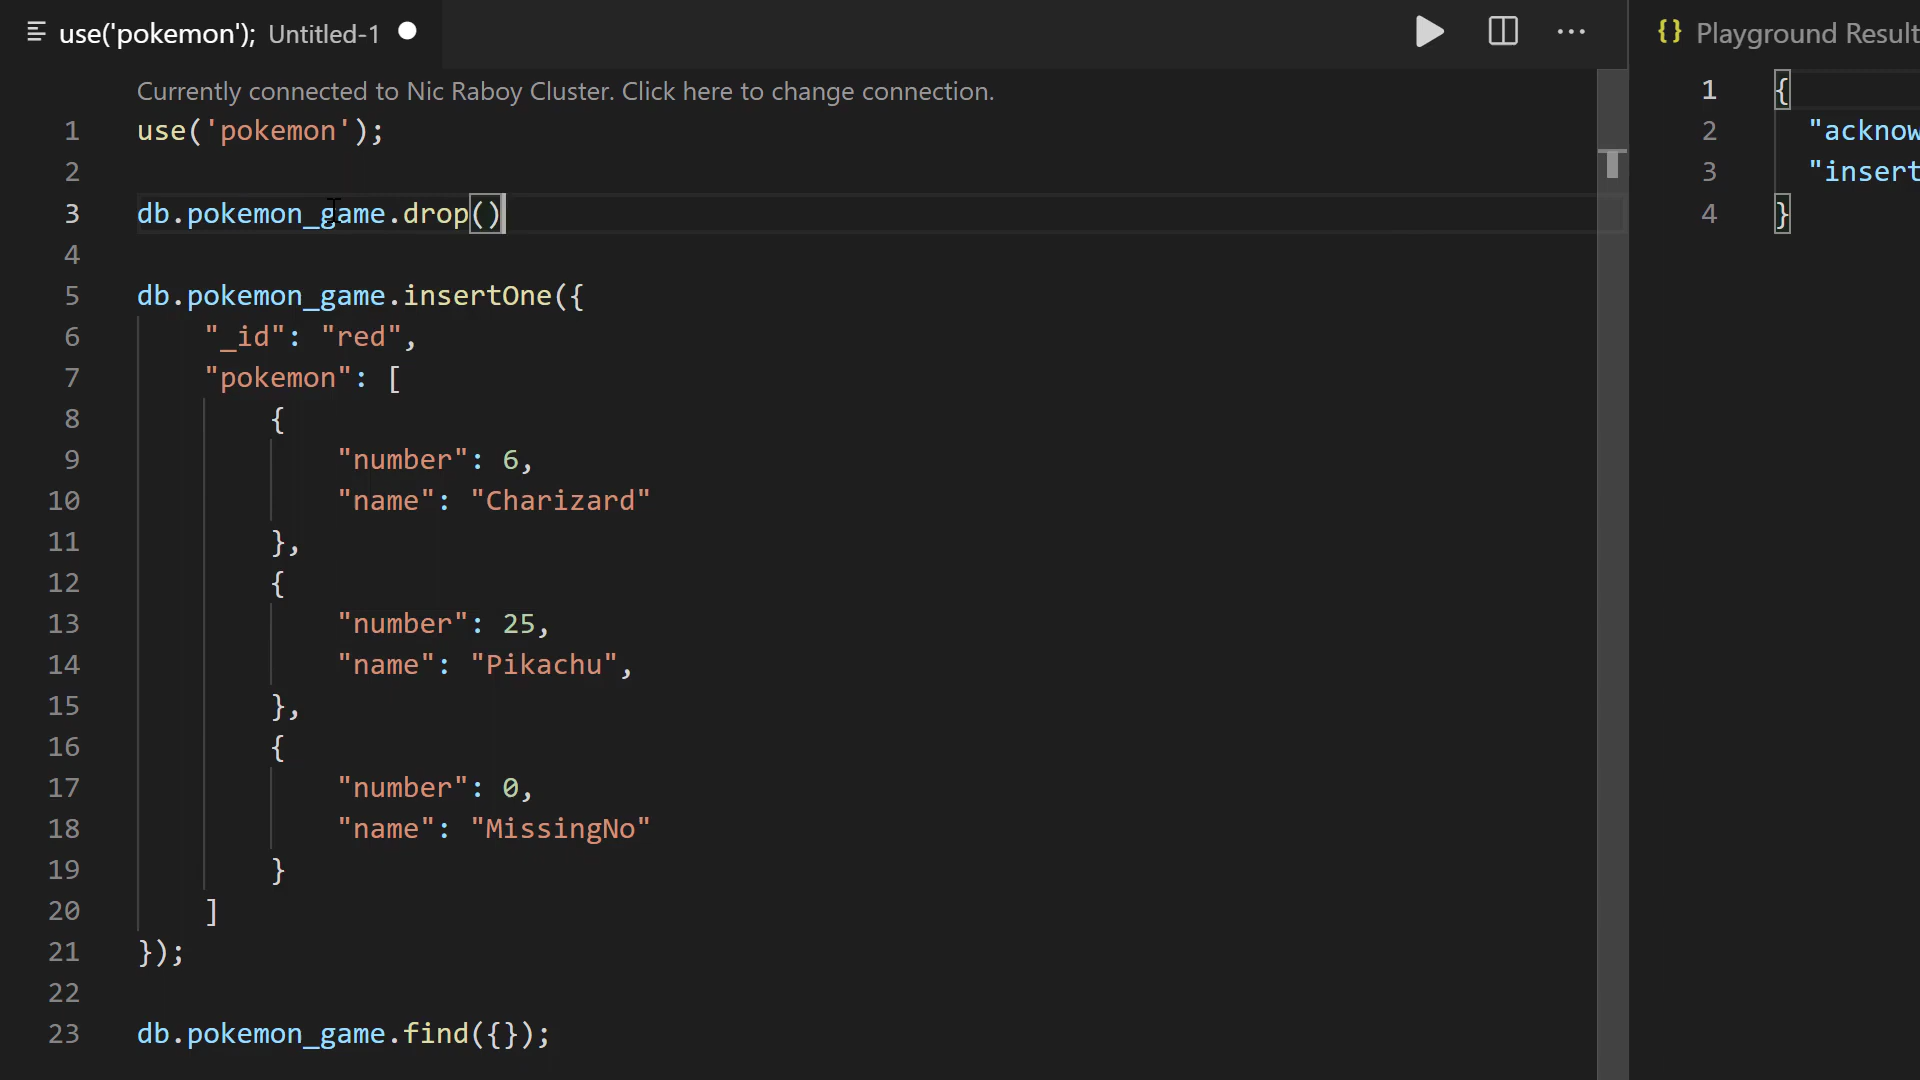 use('pokemon'); Untitled-1
Playground Result
Currently connected to Nic Raboy Cluster. Click here to change connection.
1 use('pokemon');
2
3 db.pokemon_game.drop()
4
5 db.pokemon_game.insertOne({
6 "_id": "red",
7 "pokemon": [
8 {
9 "number": 6,
10 "name": "Charizard"
11 },
12 {
13 "number": 25,
14 "name": "Pikachu",
15 },
16 {
17 "number": 0,
18 "name": "MissingNo"
19 }
20 ]
21 });
22
23 db.pokemon_game.find({});
1 {
2 "acknow
3 "insert
4 }